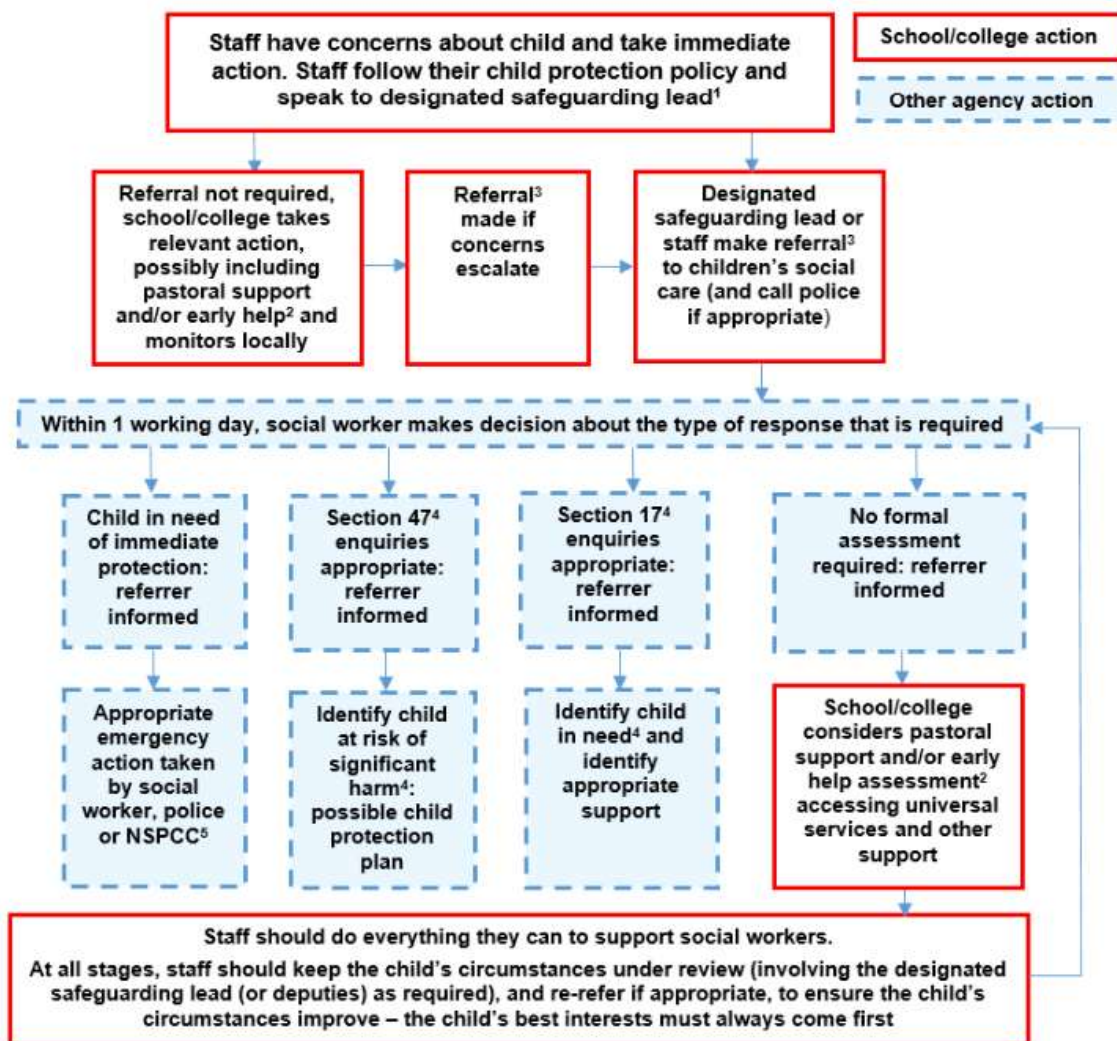 Staff have concerns about child and take immediate
action. Staff follow their child protection policy and
speak to designated safeguarding lead¹
School/college action
Other agency action
Referral not required,
school/college takes
relevant action,
possibly including
pastoral support
and/or early help² and
monitors locally
Referral³
made if
concerns
escalate
Designated
safeguarding lead or
staff make referral³
to children’s social
care (and call police
if appropriate)
Within 1 working day, social worker makes decision about the type of response that is required
Child in need
of immediate
protection:
referrer
informed
Section 47⁴
enquiries
appropriate:
referrer
informed
Section 17⁴
enquiries
appropriate:
referrer
informed
No formal
assessment
required: referrer
informed
Appropriate
emergency
action taken
by social
worker, police
or NSPCC⁵
Identify child
at risk of
significant
harm⁴:
possible child
protection
plan
Identify child
in need⁴ and
identify
appropriate
support
School/college
considers pastoral
support and/or early
help assessment²
accessing universal
services and other
support
Staff should do everything they can to support social workers.
At all stages, staff should keep the child’s circumstances under review (involving the designated
safeguarding lead (or deputies) as required), and re-refer if appropriate, to ensure the child’s
circumstances improve – the child’s best interests must always come first